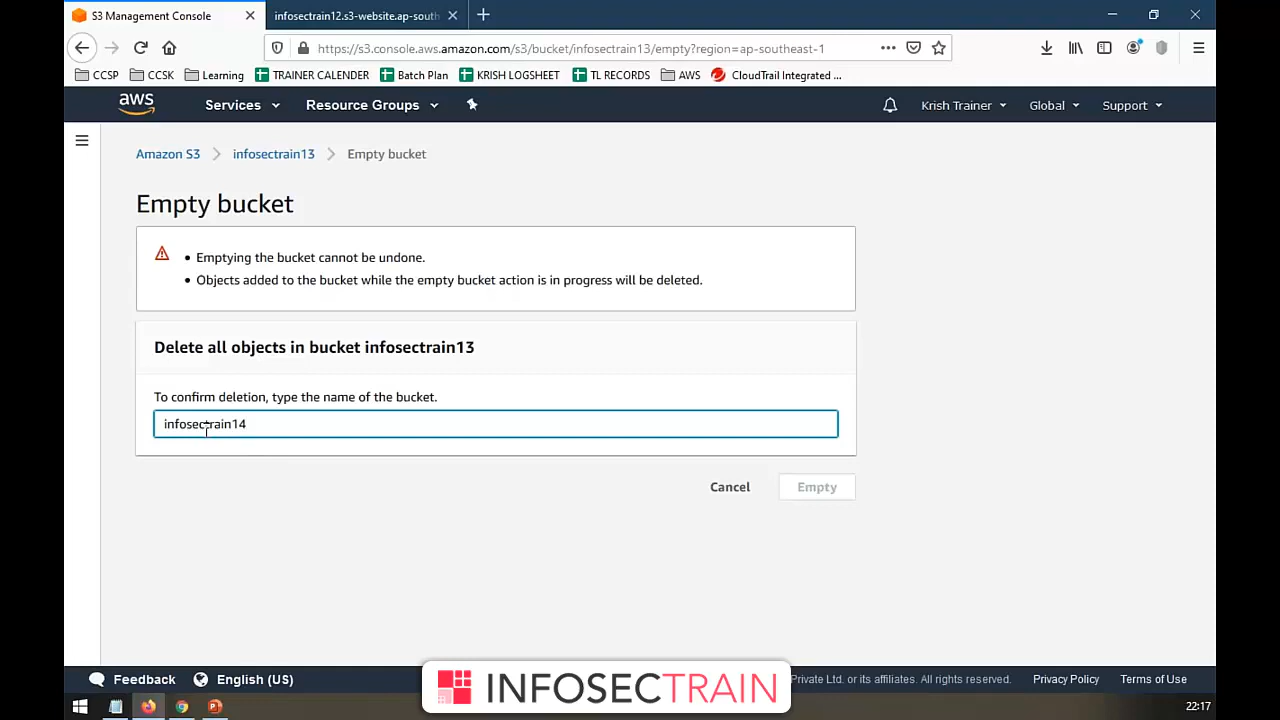 S3 Management Console
infosectrain12.s3-website.ap-south
https://s3.console.aws.amazon.com/s3/bucket/infosectrain13/empty?region=ap-southeast-1
CCSP CCSK Learning TRAINER CALENDER Batch Plan KRISH LOGSHEET TL RECORDS AWS CloudTrail Integrated ...
aws Services Resource Groups Krish Trainer Global Support
Amazon S3 > infosectrain13 > Empty bucket
Empty bucket
• Emptying the bucket cannot be undone.
• Objects added to the bucket while the empty bucket action is in progress will be deleted.
Delete all objects in bucket infosectrain13
To confirm deletion, type the name of the bucket.
infosectrain14
Cancel Empty
Feedback English (US) Private Ltd. or its affiliates. All rights reserved. Privacy Policy Terms of Use
INFOSECTRAIN
22:17